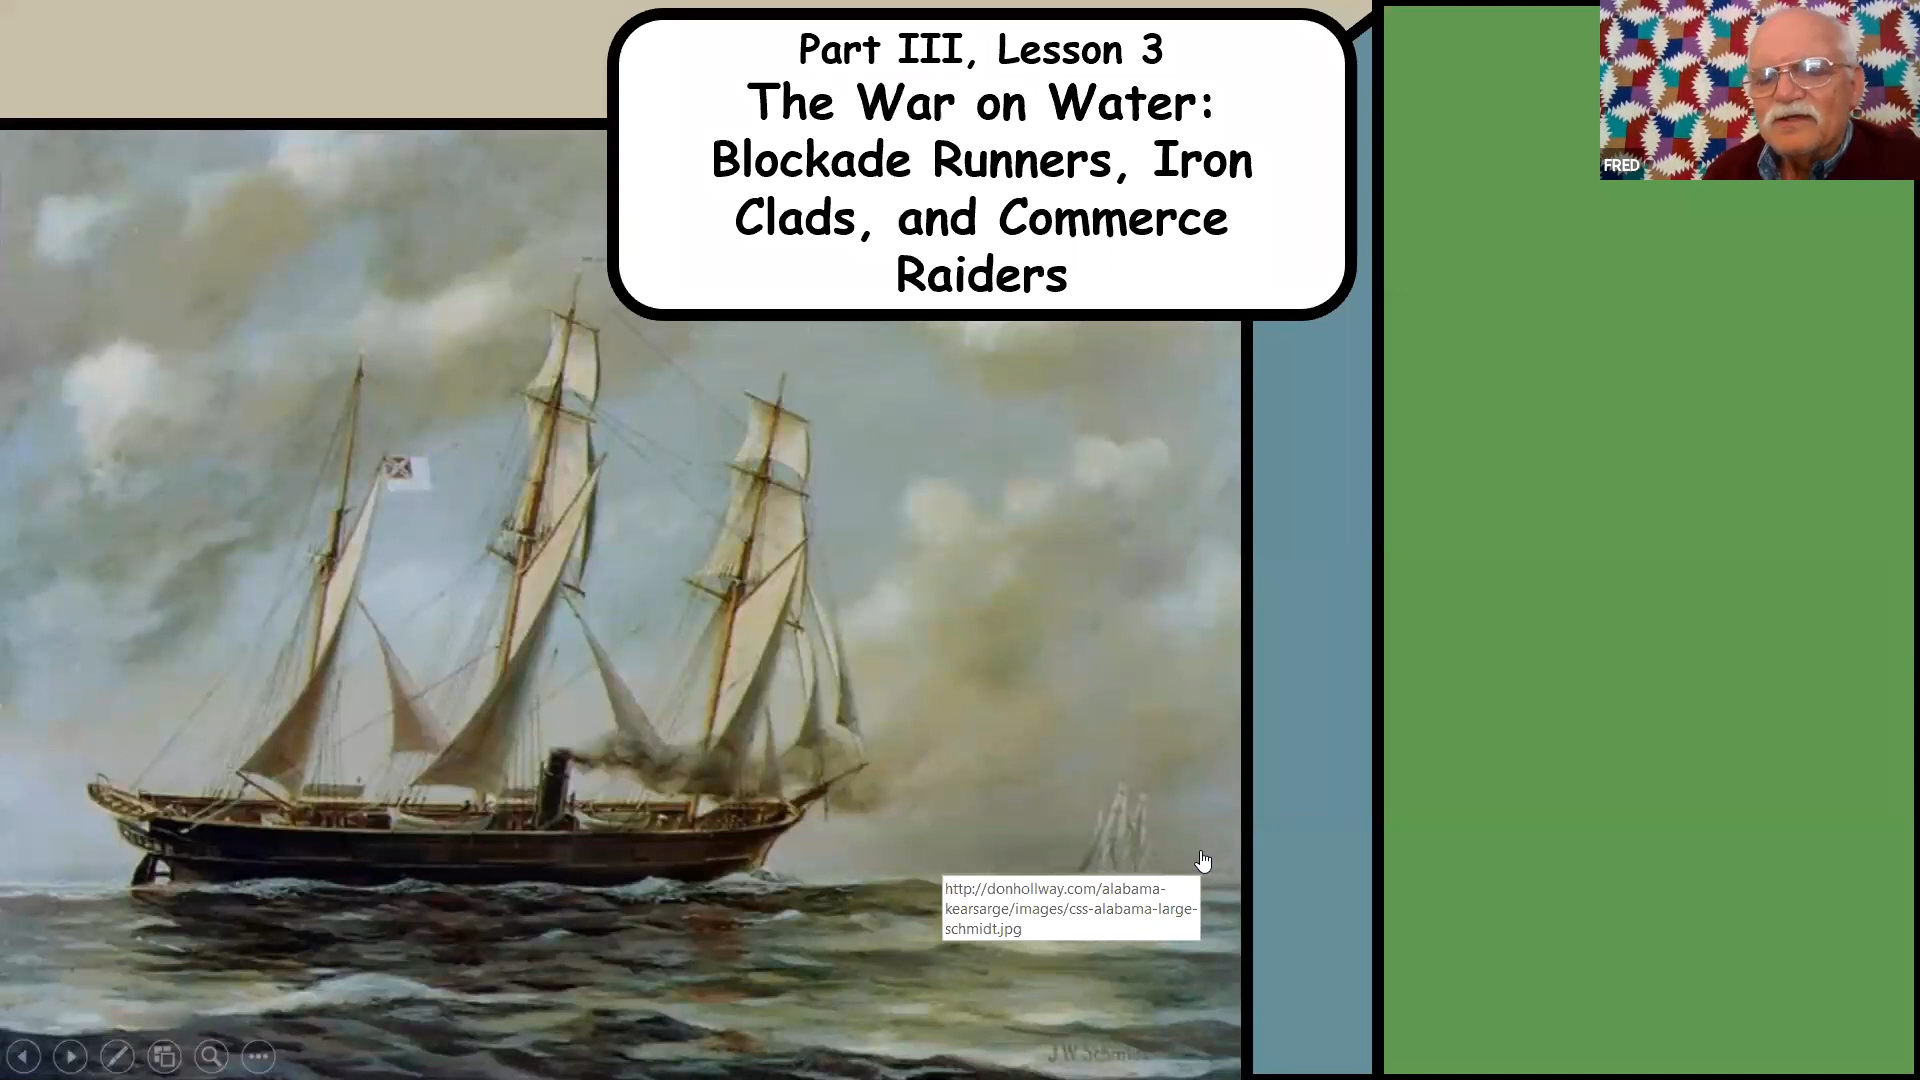 Part III, Lesson 3
The War on Water:
Blockade Runners, Iron
Clads, and Commerce
Raiders
FRED
http://donhollway.com/alabama-
kearsarge/images/css-alabama-large-
schmidt.jpg
J W Schmidt